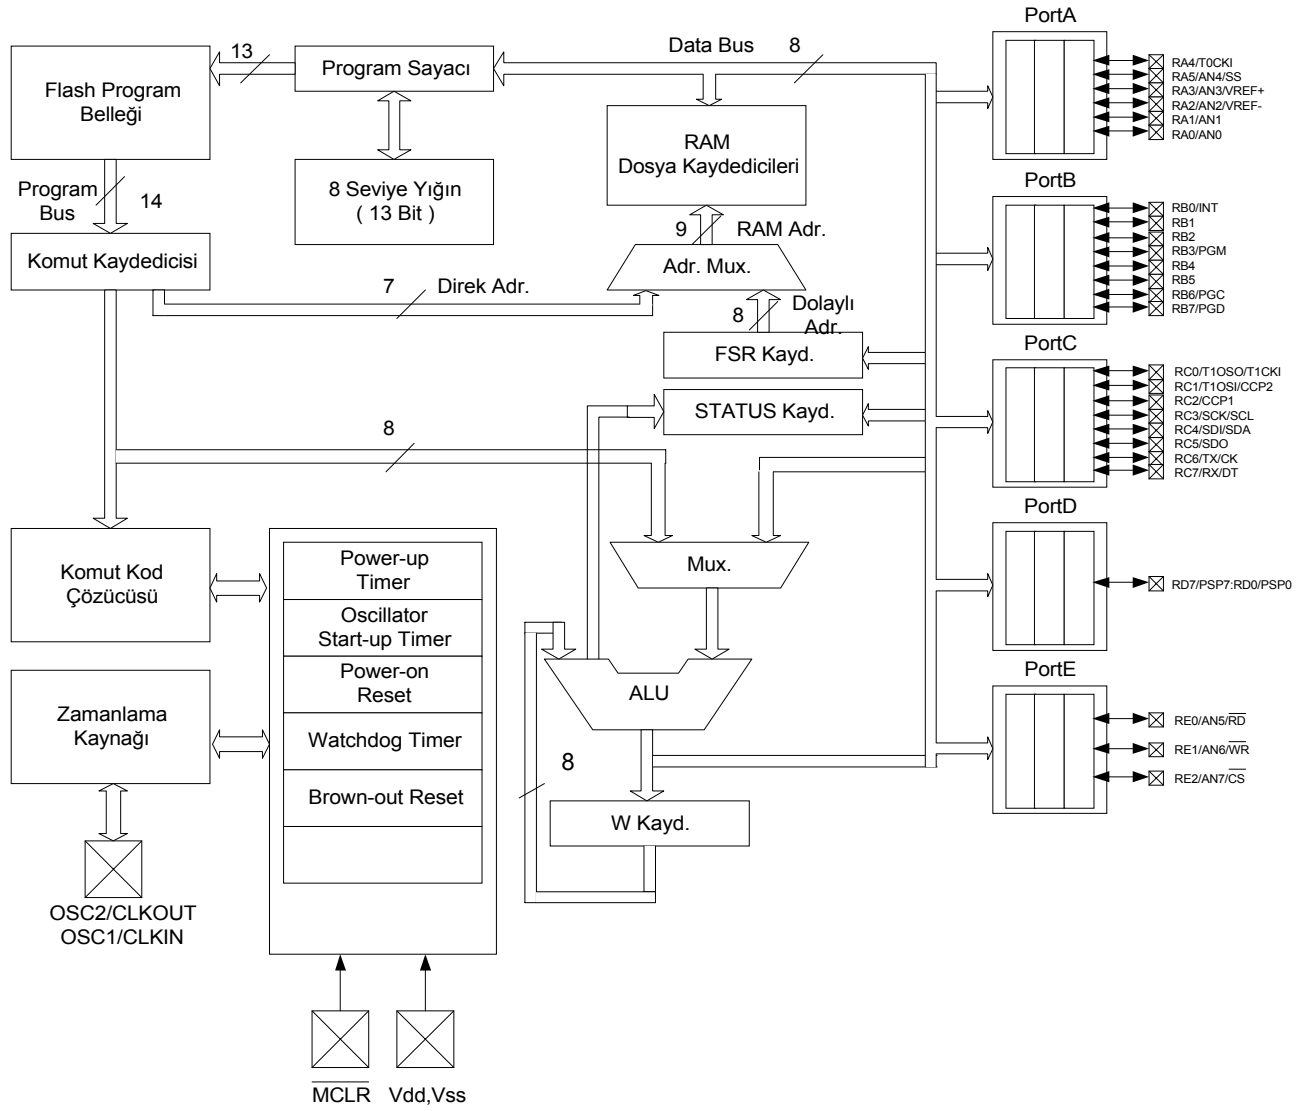 PortA
Data Bus
8
13
Program Sayacı
Flash Program
Belleği
RA4/T0CKI
RA5/AN4/SS
RA3/AN3/VREF+
RA2/AN2/VREF-
RA1/AN1
RA0/AN0
RAM
Dosya Kaydedicileri
Program
Bus
14
8 Seviye Yığın
( 13 Bit )
PortB
RB0/INT
RB1
RB2
RB3/PGM
RB4
RB5
RB6/PGC
RB7/PGD
9
RAM Adr.
Komut Kaydedicisi
Adr. Mux.
7
Direk Adr.
8
Dolaylı
Adr.
FSR Kayd.
PortC
RC0/T1OSO/T1CKI
RC1/T1OSI/CCP2
RC2/CCP1
RC3/SCK/SCL
RC4/SDI/SDA
RC5/SDO
RC6/TX/CK
RC7/RX/DT
STATUS Kayd.
8
PortD
RD7/PSP7:RD0/PSP0
Komut Kod
Çözücüsü
Power-up
Timer
Oscillator
Start-up Timer
Power-on
Reset
Watchdog Timer
Brown-out Reset
Mux.
ALU
PortE
RE0/AN5/RD
RE1/AN6/WR
RE2/AN7/CS
Zamanlama
Kaynağı
8
W Kayd.
OSC2/CLKOUT
OSC1/CLKIN
MCLR
Vdd,Vss